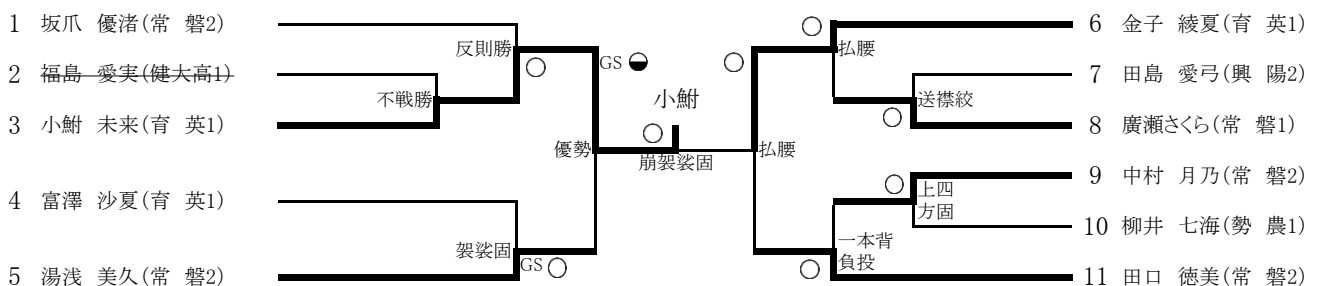 1 坂爪 優渚(常 磐2)
2 福島 愛実(健大高1)
3 小鮒 未来(育 英1)
4 富澤 沙夏(育 英1)
5 湯浅 美久(常 磐2)
反則勝
不戦勝
袈裟固
GS
優勢
GS
小鮒
崩袈裟固
払腰
払腰
送襟絞
上四
方固
一本背
負投
6 金子 綾夏(育 英1)
7 田島 愛弓(興 陽2)
8 廣瀬さくら(常 磐1)
9 中村 月乃(常 磐2)
10 柳井 七海(勢 農1)
11 田口 徳美(常 磐2)